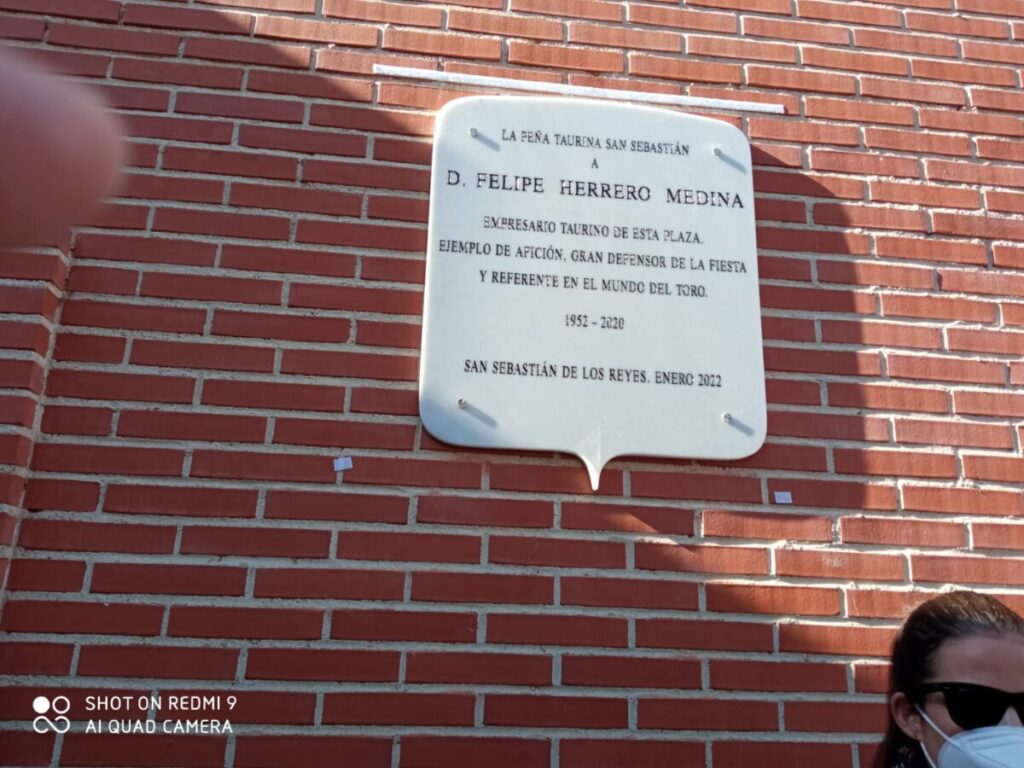 LA PEÑA TAURINA SAN SEBASTIÁN
A
D. FELIPE HERRERO MEDINA
EMPRESARIO TAURINO DE ESTA PLAZA.
EJEMPLO DE AFICIÓN, GRAN DEFENSOR DE LA FIESTA
Y REFERENTE EN EL MUNDO DEL TORO.
1952 - 2020
SAN SEBASTIÁN DE LOS REYES. ENERO 2022
SHOT ON REDMI 9
AI QUAD CAMERA